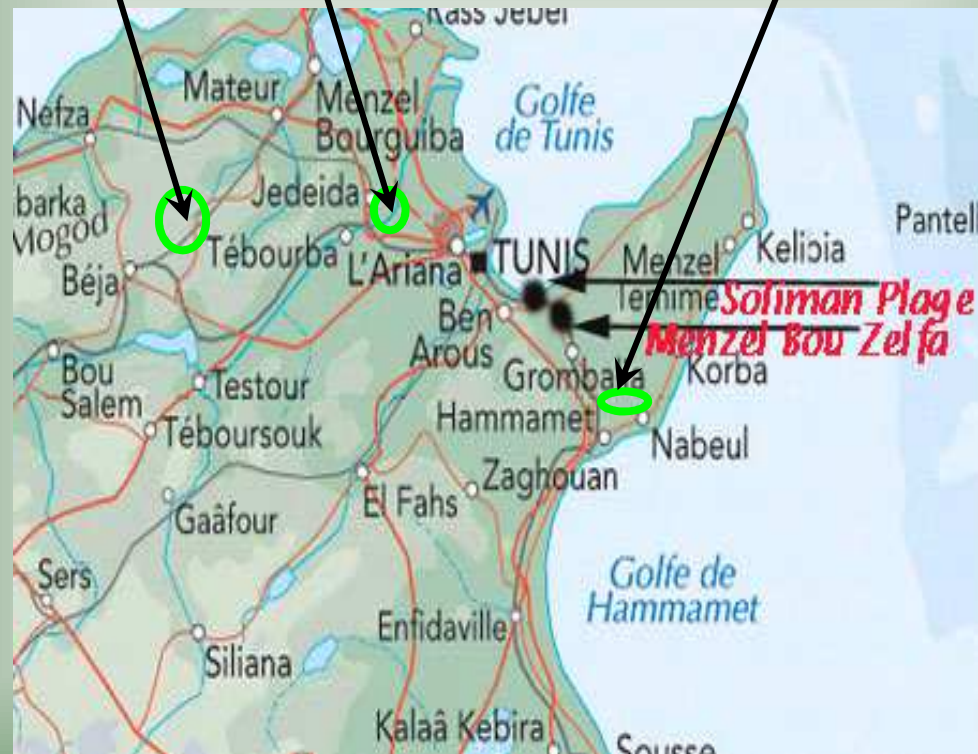 Rass Jebel
Mateur
Menzel
Bourguiba
Golfe
de Tunis
Nefza
Jedeida
barka
Mogod
Tébourba
L'Ariana
TUNIS
Menzel
Temime
Kelibia
Pantell
Béja
Soliman Plage
Menzel Bou Zelfa
Ben
Arous
Grombalia
Korba
Bou
Salem
Testour
Hammamet
Nabeul
Téboursouk
Zaghouan
El Fahs
Gaâfour
Sers
Golfe de
Hammamet
Enfidaville
Siliana
Kalaâ Kebira
Sousse